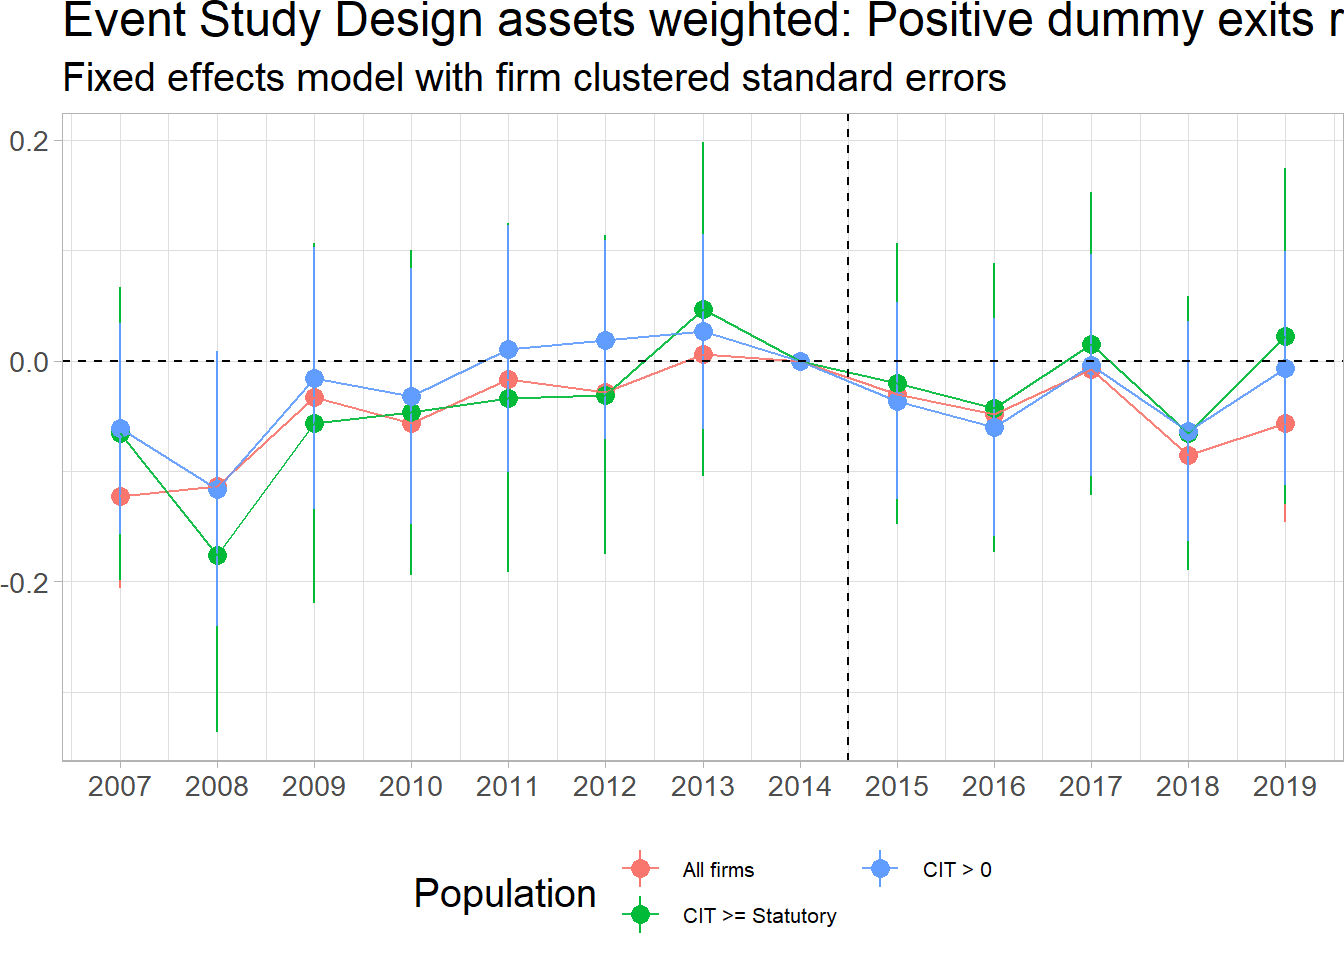 Event Study Design assets weighted: Positive dummy exits
Fixed effects model with firm clustered standard errors
0.2
0.0
-0.2
2007 2008 2009 2010 2011 2012 2013 2014 2015 2016 2017 2018 2019
Population
All firms
CIT > 0
CIT >= Statutory